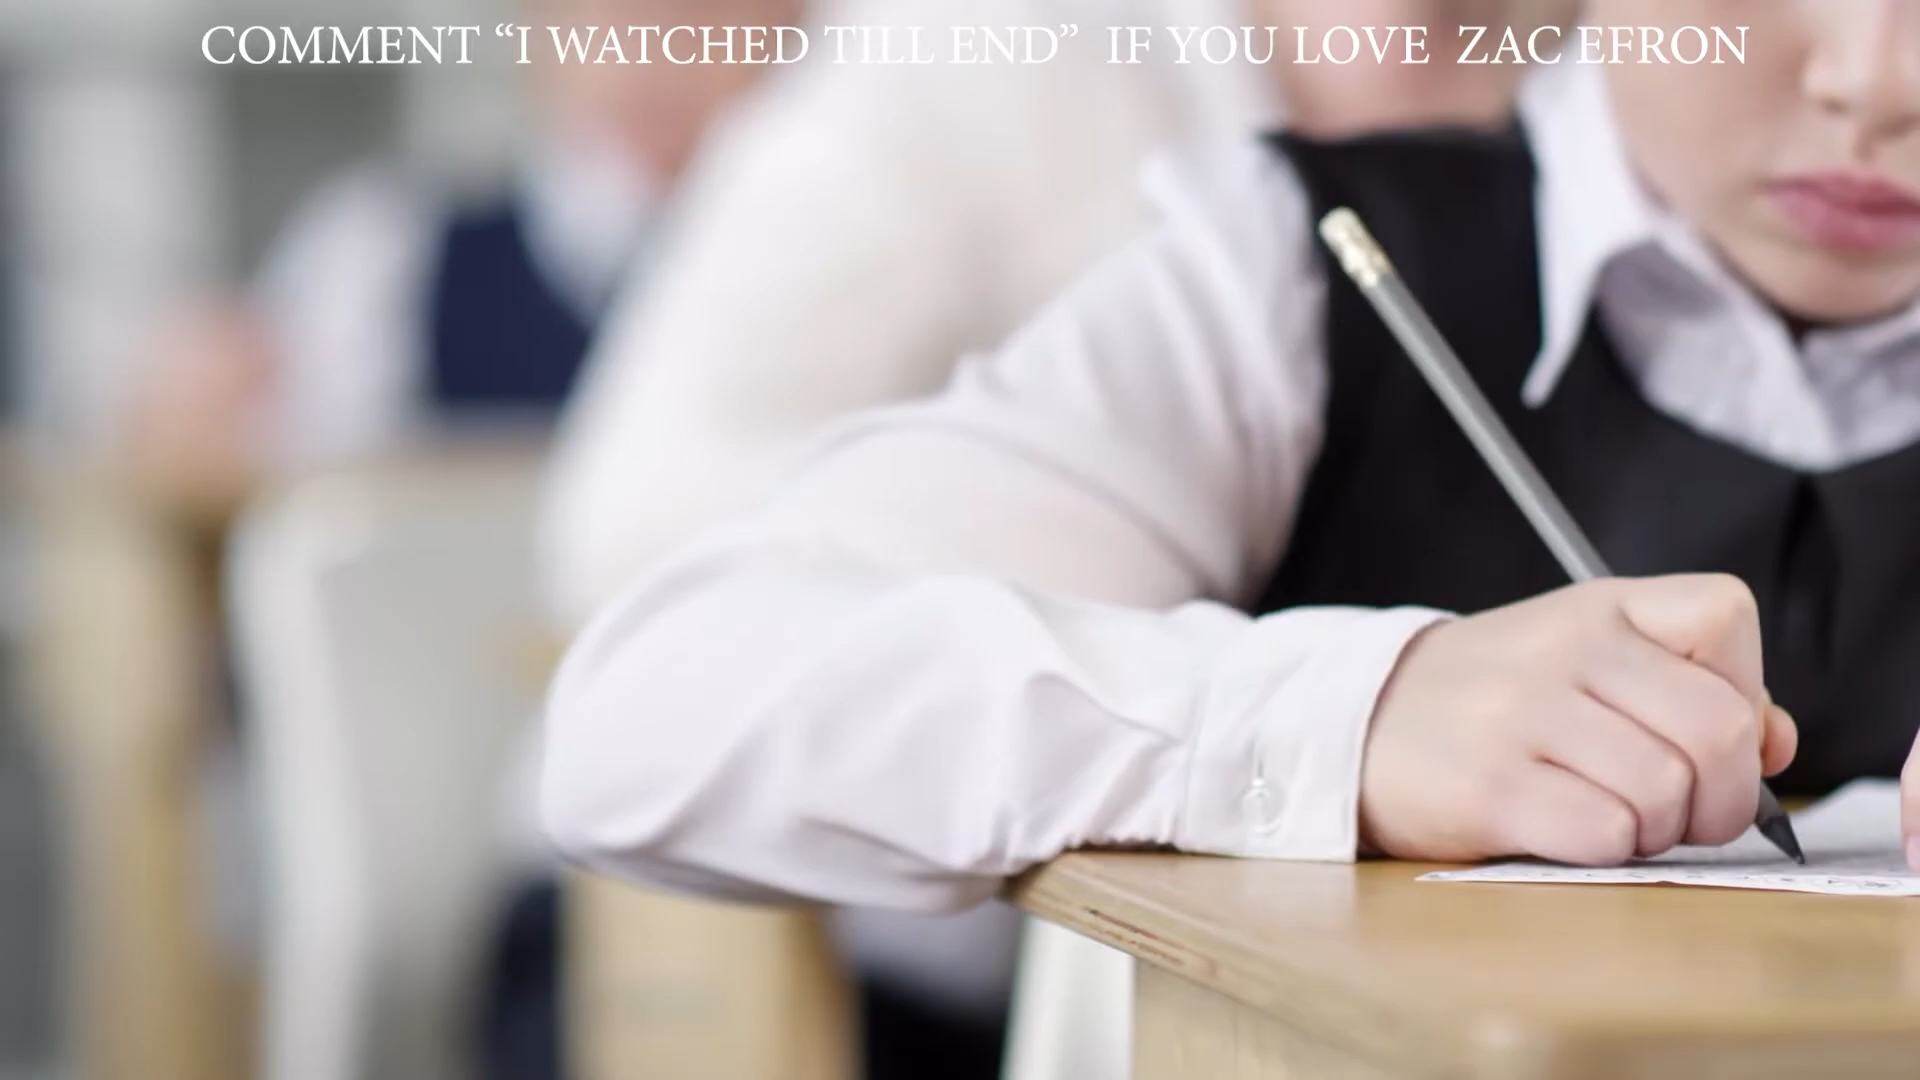 COMMENT “I WATCHED TILL END” IF YOU LOVE ZAC EFRON